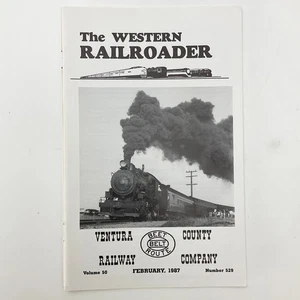 The WESTERN
RAILROADER
VENTURA COUNTY
BEET
BELT
ROUTE
RAILWAY COMPANY
Volume 50 FEBRUARY, 1987 Number 529